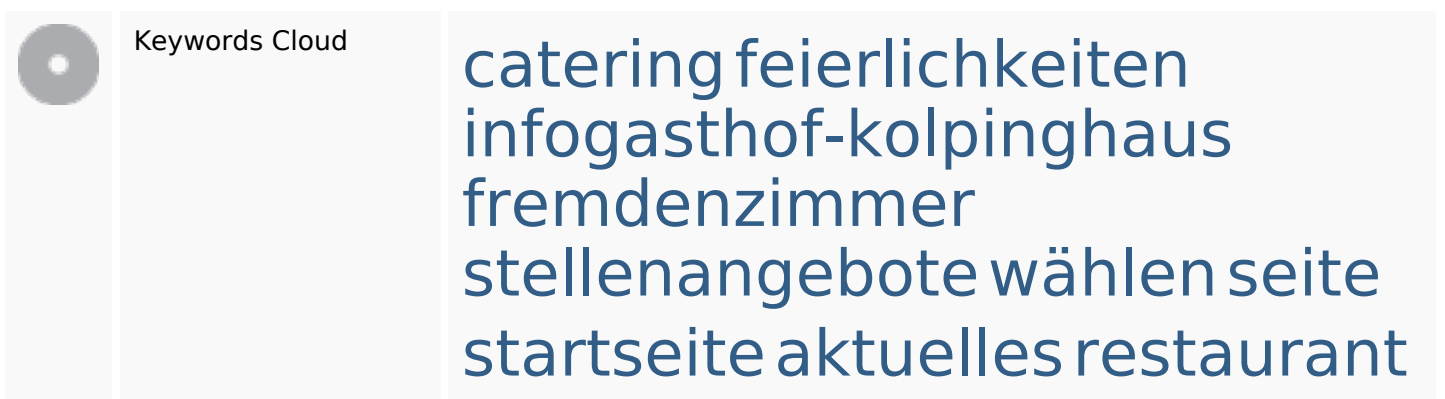 Keywords Cloud
catering feierlichkeiten
infogasthof-kolpinghaus
fremdenzimmer
stellenangebote wählen seite
startseite aktuelles restaurant